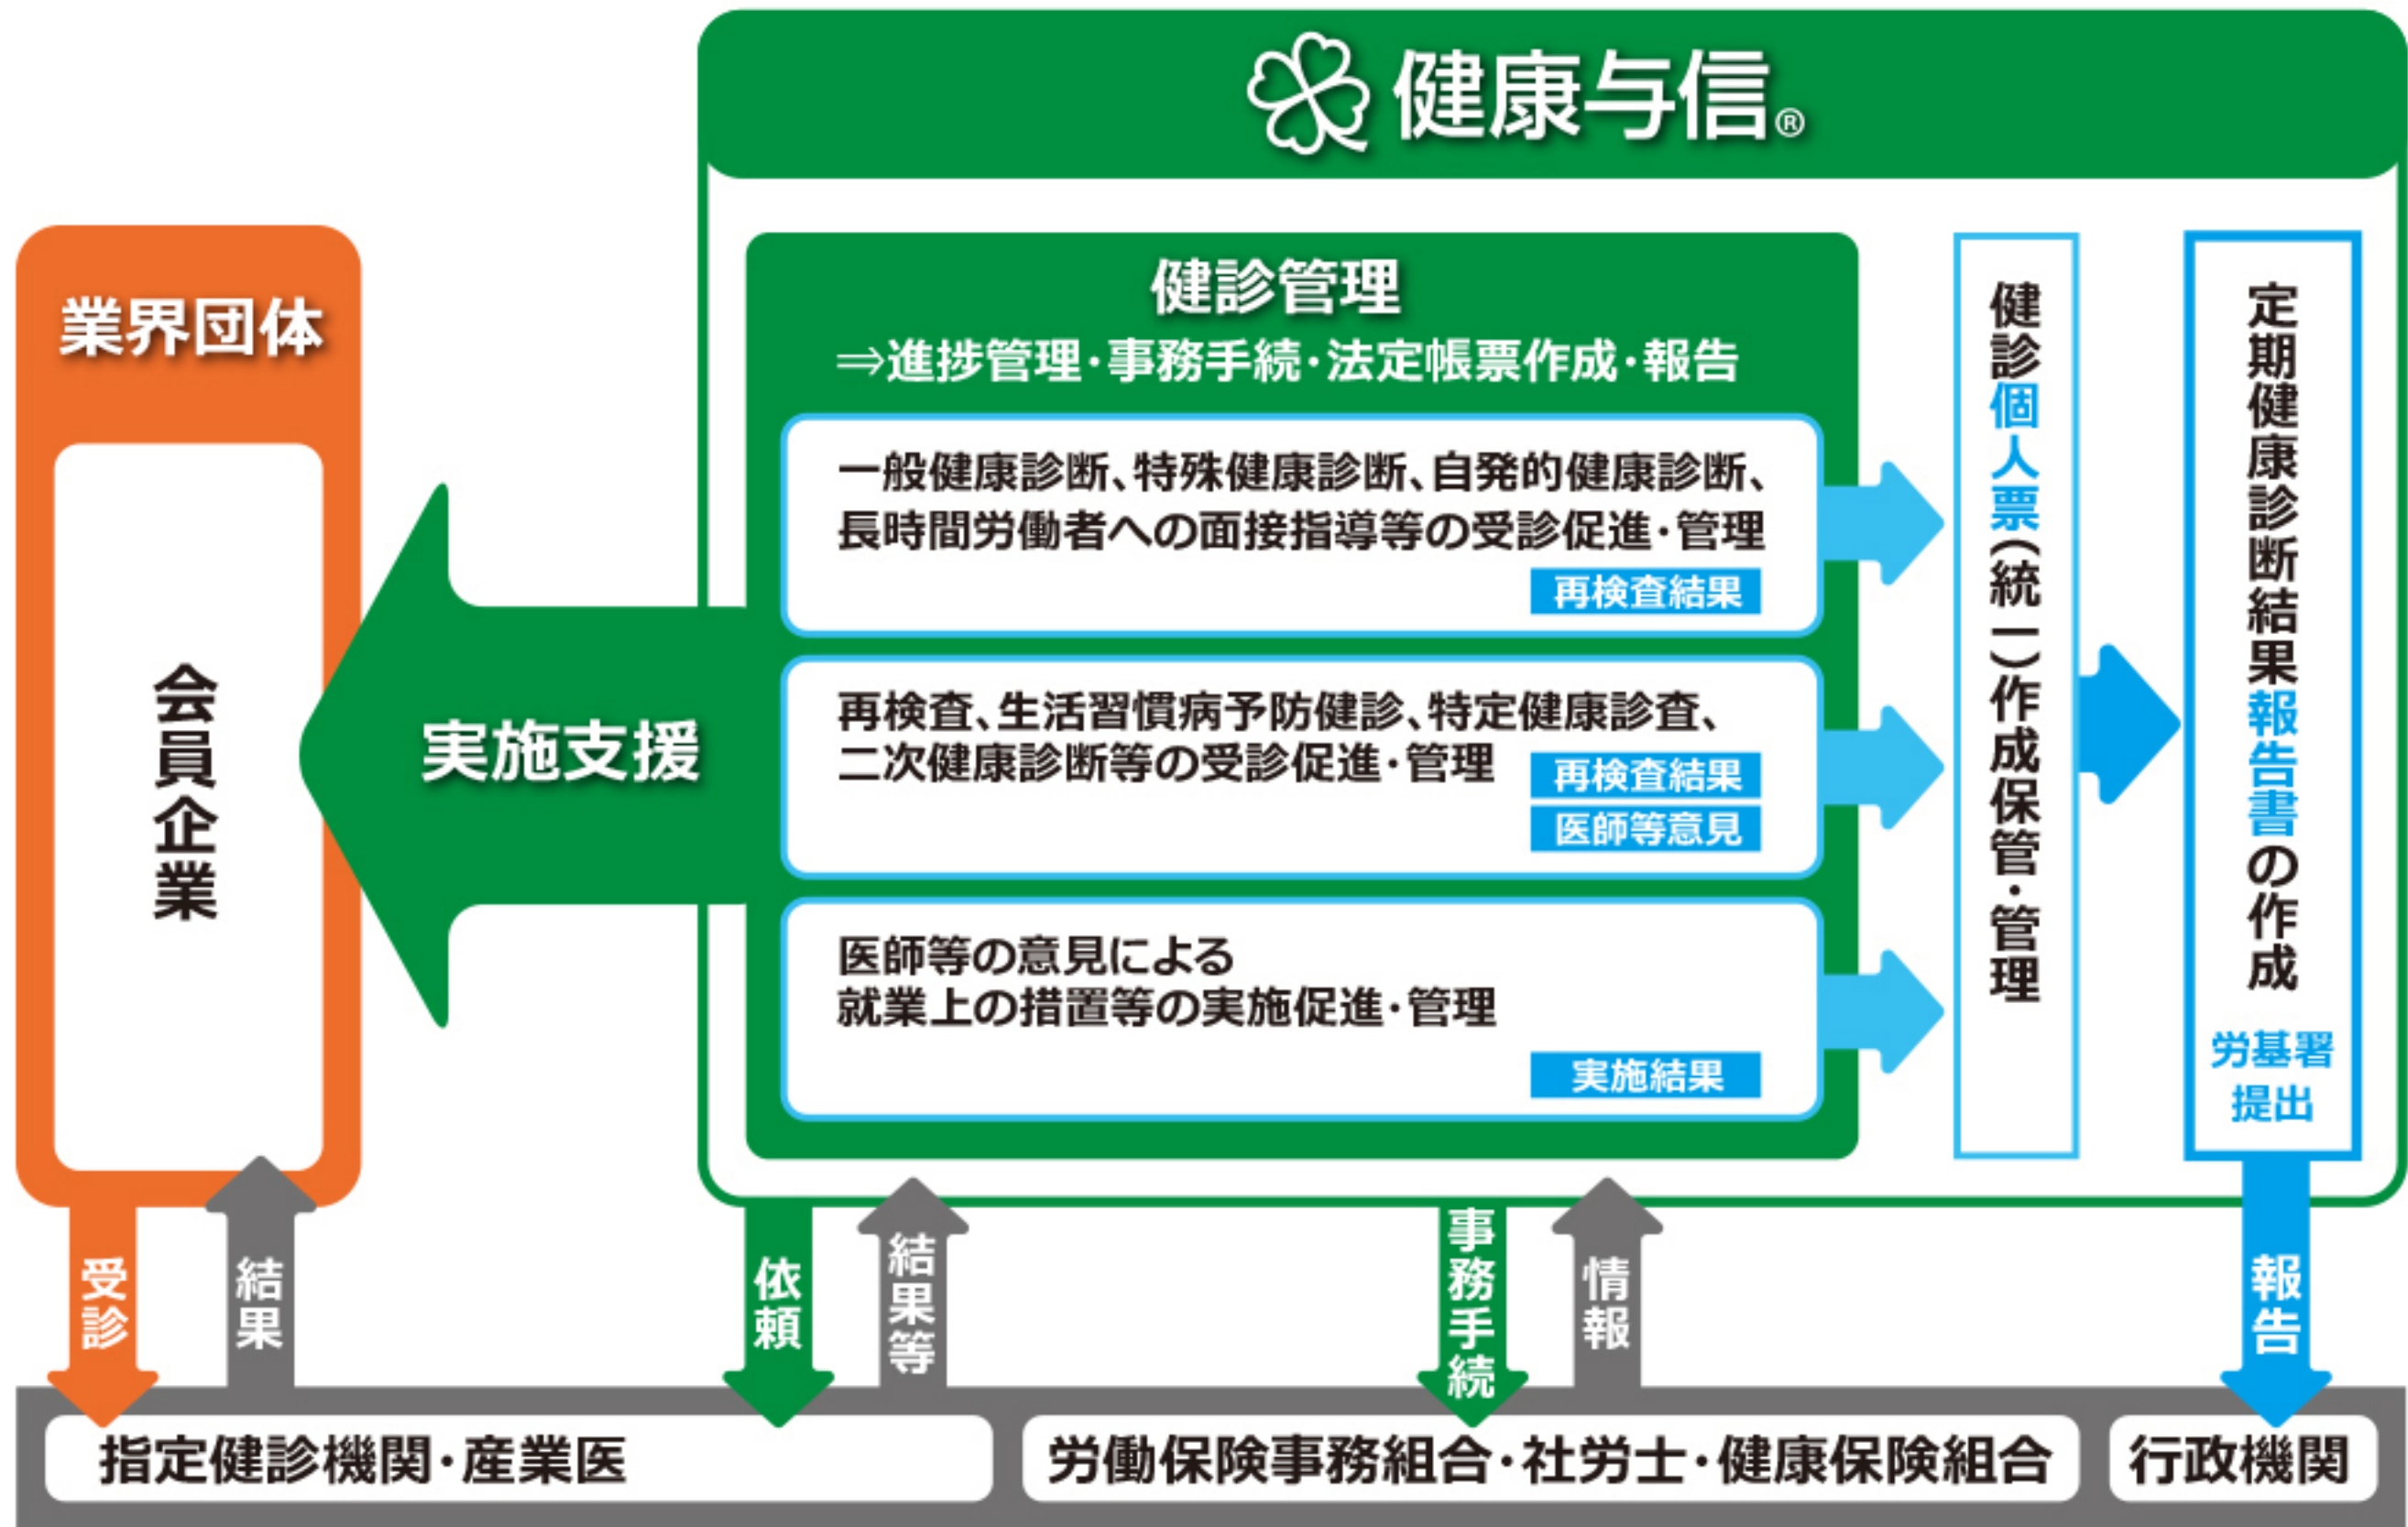 健康与信®
業界団体
会員企業
実施支援
健診管理
⇒進捗管理・事務手続・法定帳票作成・報告
一般健康診断、特殊健康診断、自発的健康診断、
長時間労働者への面接指導等の受診促進・管理
再検査結果
再検査、生活習慣病予防健診、特定健康診査、
二次健康診断等の受診促進・管理
再検査結果
医師等意見
医師等の意見による
就業上の措置等の実施促進・管理
実施結果
健診個人票(統一)作成保管・管理
定期健康診断結果報告書の作成
労基署
提出
受診
結果
依頼
結果等
事務手続
情報
報告
指定健診機関・産業医
労働保険事務組合・社労士・健康保険組合
行政機関